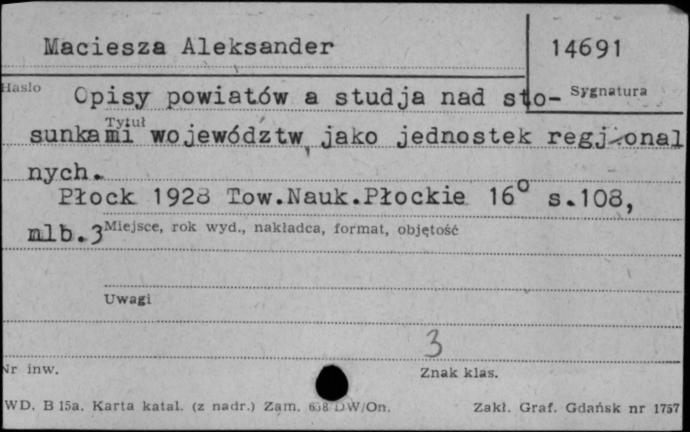 Maciesza Aleksander
14691
Hasło
Sygnatura
Opisy powiatów a studja nad sto-
Tytuł
sunkami województw, jako jednostek regj-onal
nych.
Płock 1928 Tow.Nauk.Płockie 16° s.108,
mlb.3
Miejsce, rok wyd., nakładca, format, objętość
Uwagi
3
Nr inw.
Znak klas.
WD. B 15a. Karta katal. (z nadr.) Zam. 638 DW/On.
Zakł. Graf. Gdańsk nr 1757